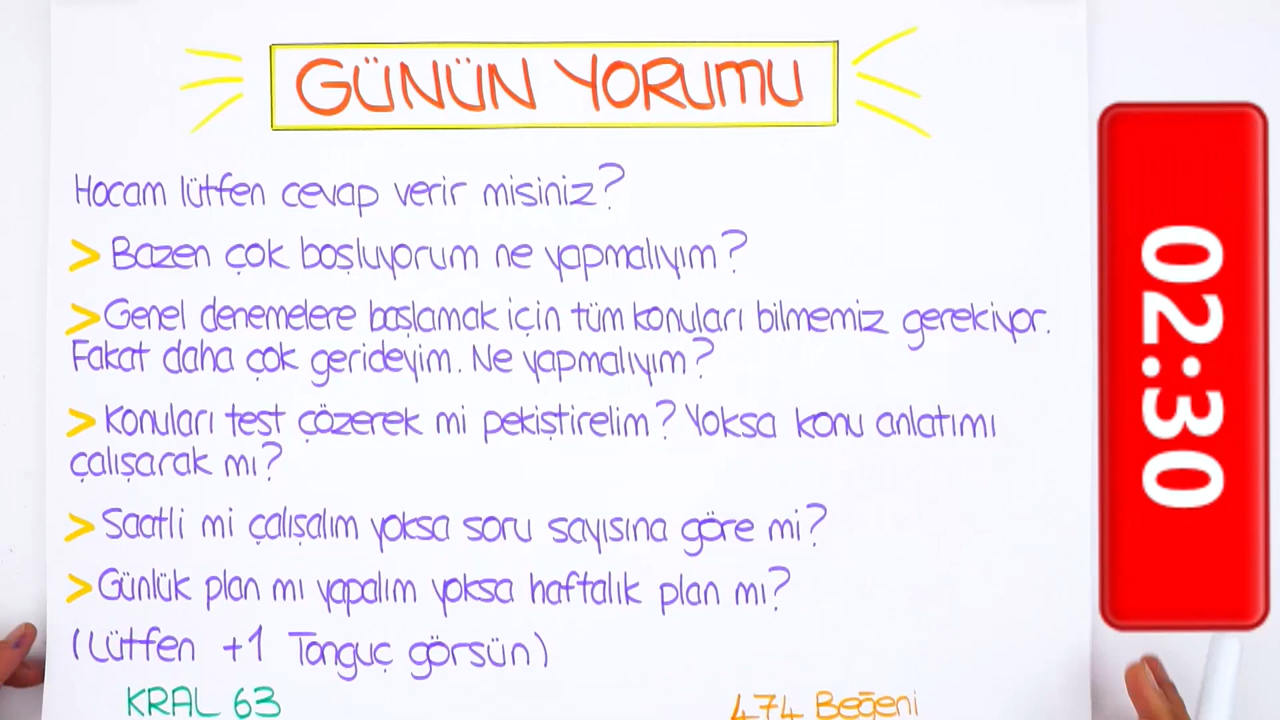 GÜNÜN YORUMU
Hocam lütfen cevap verir misiniz?
> Bazen çok boşluyorum ne yapmalıyım?
> Genel denemelere başlamak için tüm konuları bilmemiz gerekiyor.
Fakat daha çok gerideyim. Ne yapmalıyım?
> Konuları test çözerek mi pekiştirelim? Yoksa konu anlatımı
çalışarak mı?
> Saatli mi çalışalım yoksa soru sayısına göre mi?
> Günlük plan mı yapalım yoksa haftalık plan mı?
(Lütfen +1 Tonguç görsün)
KRAL 63
474 Beğeni
02:30